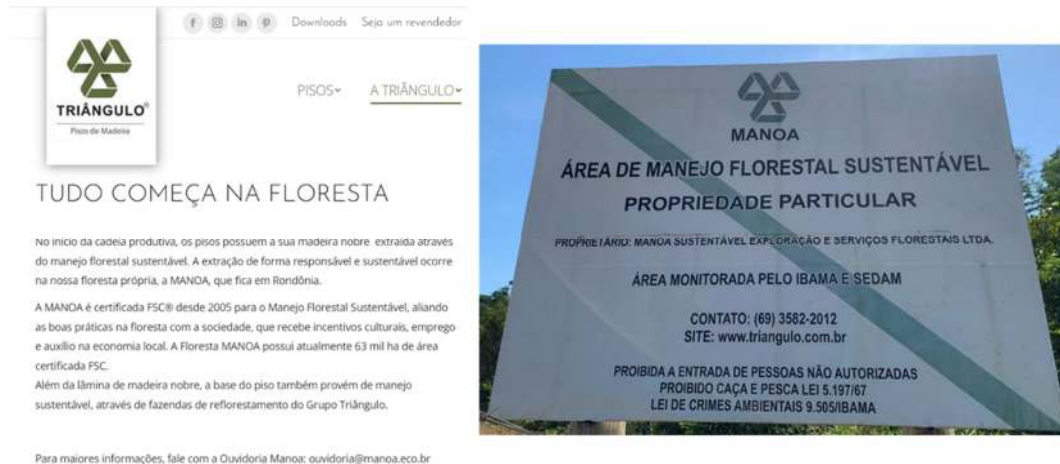 Downloads Seja um revendedor
TRIÂNGULO®
Pisos de Madeira
PISOS A TRIÂNGULO
TUDO COMEÇA NA FLORESTA
No início da cadeia produtiva, os pisos possuem a sua madeira nobre extraída através
do manejo florestal sustentável. A extração de forma responsável e sustentável ocorre
na nossa floresta própria, a MANOA, que fica em Rondônia.
A MANOA é certificada FSC® desde 2005 para o Manejo Florestal Sustentável, aliando
as boas práticas na floresta com a sociedade, que recebe incentivos culturais, emprego
e auxílio na economia local. A Floresta MANOA possui atualmente 63 mil ha de área
certificada FSC.
Além da lâmina de madeira nobre, a base do piso também provém de manejo
sustentável, através de fazendas de reflorestamento do Grupo Triângulo.
Para maiores informações, fale com a Ouvidoria Manoa: ouvidoria@manoa.eco.br
MANOA
ÁREA DE MANEJO FLORESTAL SUSTENTÁVEL
PROPRIEDADE PARTICULAR
PROPRIETÁRIO: MANOA SUSTENTÁVEL EXPLORAÇÃO E SERVIÇOS FLORESTAIS LTDA.
ÁREA MONITORADA PELO IBAMA E SEDAM
CONTATO: (69) 3582-2012
SITE: www.triangulo.com.br
PROIBIDA A ENTRADA DE PESSOAS NÃO AUTORIZADAS
PROIBIDO CAÇA E PESCA LEI 5.197/67
LEI DE CRIMES AMBIENTAIS 9.505/IBAMA